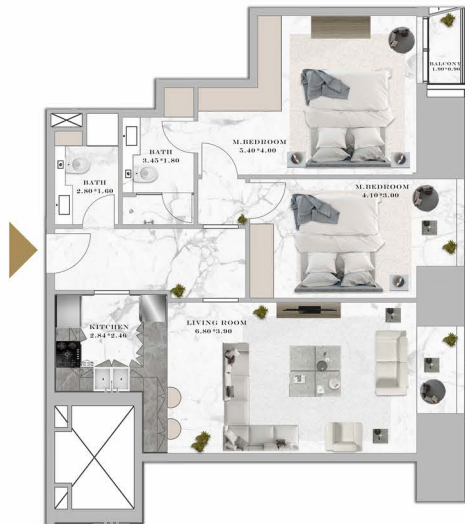 BALCONY
1.90*0.90
M.BEDROOM
5.40*4.00
BATH
3.45*1.80
BATH
2.80*1.60
M.BEDROOM
4.10*3.00
LIVING ROOM
6.80*3.90
KITCHEN
2.84*2.46